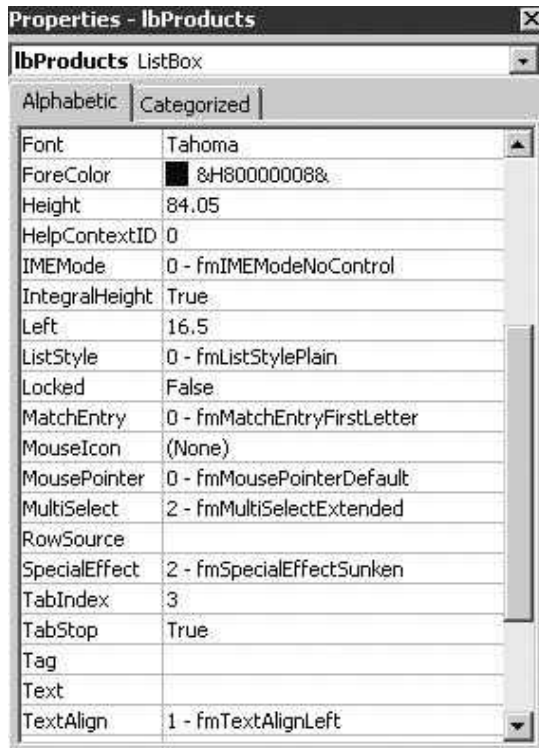 Properties - lbProducts
lbProducts ListBox
Alphabetic Categorized
Font Tahoma
ForeColor &H80000008&
Height 84.05
HelpContextID 0
IMEMode 0 - fmIMEModeNoControl
IntegralHeight True
Left 16.5
ListStyle 0 - fmListStylePlain
Locked False
MatchEntry 0 - fmMatchEntryFirstLetter
MouseIcon (None)
MousePointer 0 - fmMousePointerDefault
MultiSelect 2 - fmMultiSelectExtended
RowSource
SpecialEffect 2 - fmSpecialEffectSunken
TabIndex 3
TabStop True
Tag
Text
TextAlign 1 - fmTextAlignLeft